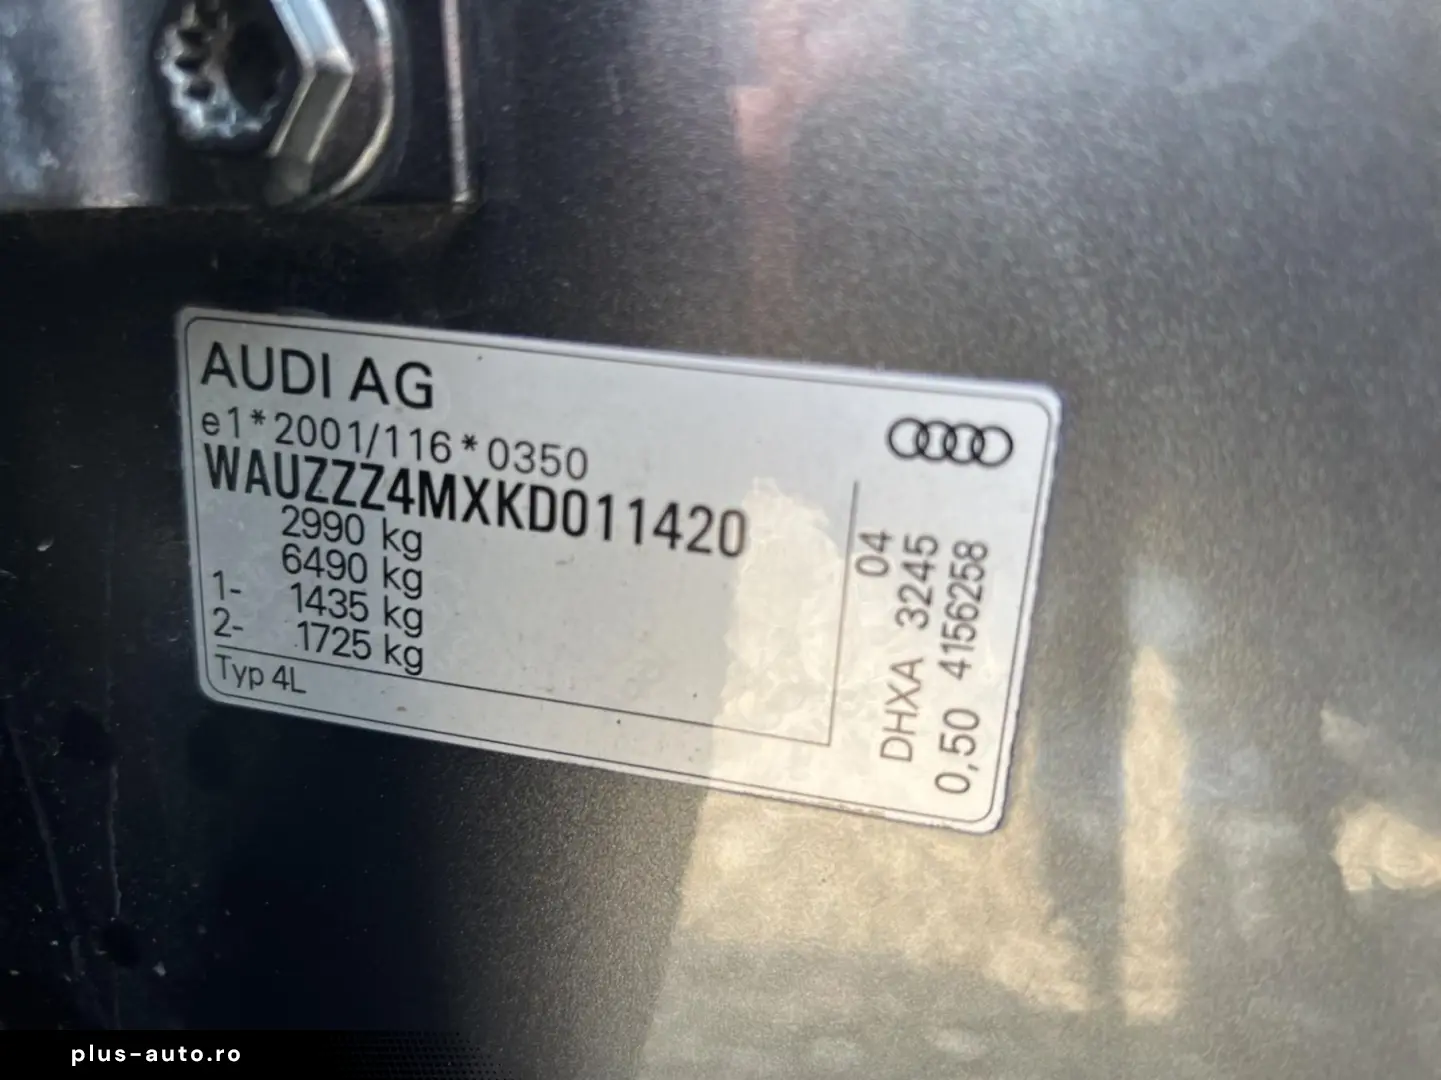 AUDI AG
e1*2001/116*0350
WAUZZZ4MXKD011420
2990 kg
6490 kg
1- 1435 kg
2- 1725 kg
Typ 4L
04
DHXA 3245
0,50 4156258
plus-auto.ro